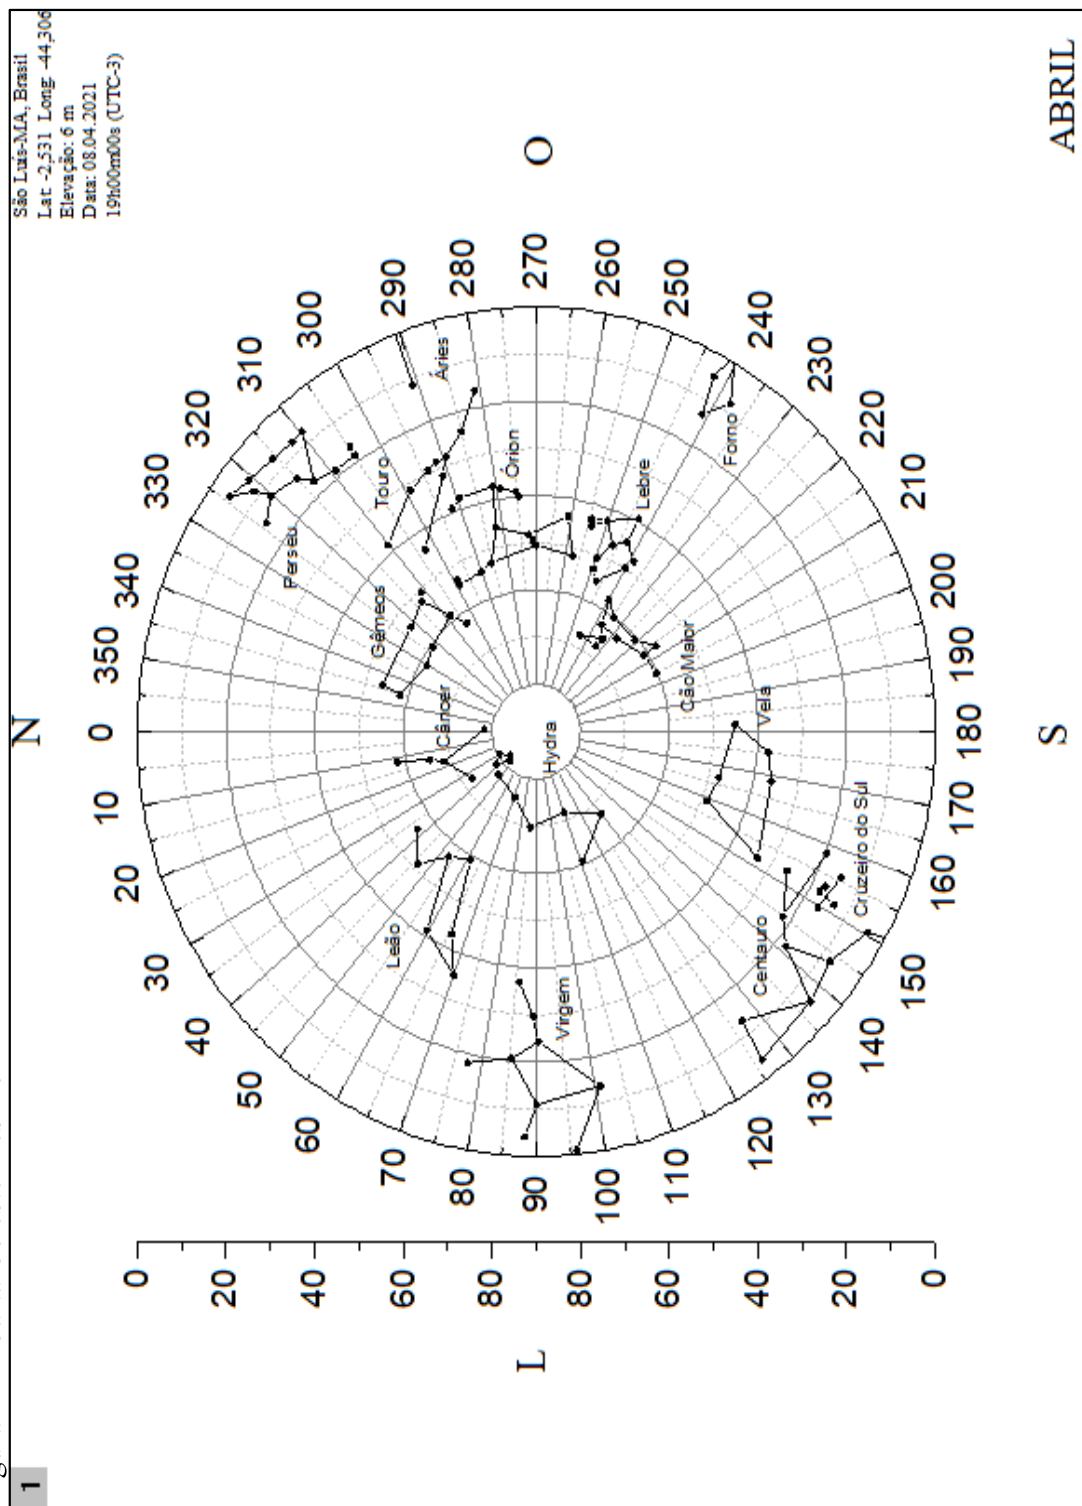 1
São Luís-MA, Brasil
Lat -2,531 Long. -44,306
Elevação: 6 m
Data: 08.04.2021
19h00m00s (UTC-3)
N
O
S
L
ABRIL
0
10
20
30
40
50
60
70
80
90
100
110
120
130
140
150
160
170
180
190
200
210
220
230
240
250
260
270
280
290
300
310
320
330
340
350
0
20
40
60
80
80
60
40
20
0
Perseu
Touro
Áries
Gêmeos
Órion
Câncer
Lebre
Forno
Cão Maior
Hydra
Leão
Vela
Virgem
Centauro
Cruzeiro do Sul